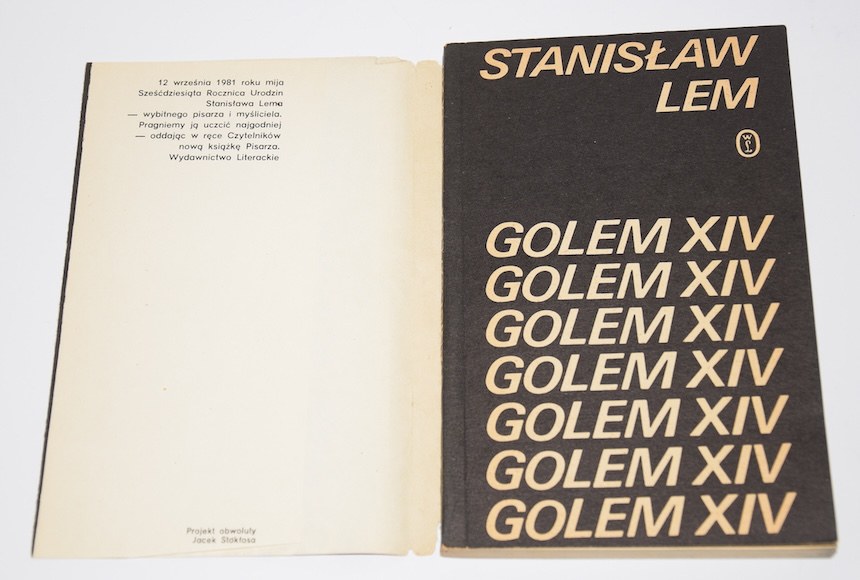 12 września 1981 roku mija
Sześćdziesiąta Rocznica Urodzin
Stanisława Lema
— wybitnego pisarza i myśliciela.
Pragniemy ją uczcić najgodniej
— oddając w ręce Czytelników
nową książkę Pisarza.
Wydawnictwo Literackie
Projekt obwoluty
Jacek Stokłosa
STANISŁAW
LEM
WL
GOLEM XIV
GOLEM XIV
GOLEM XIV
GOLEM XIV
GOLEM XIV
GOLEM XIV
GOLEM XIV